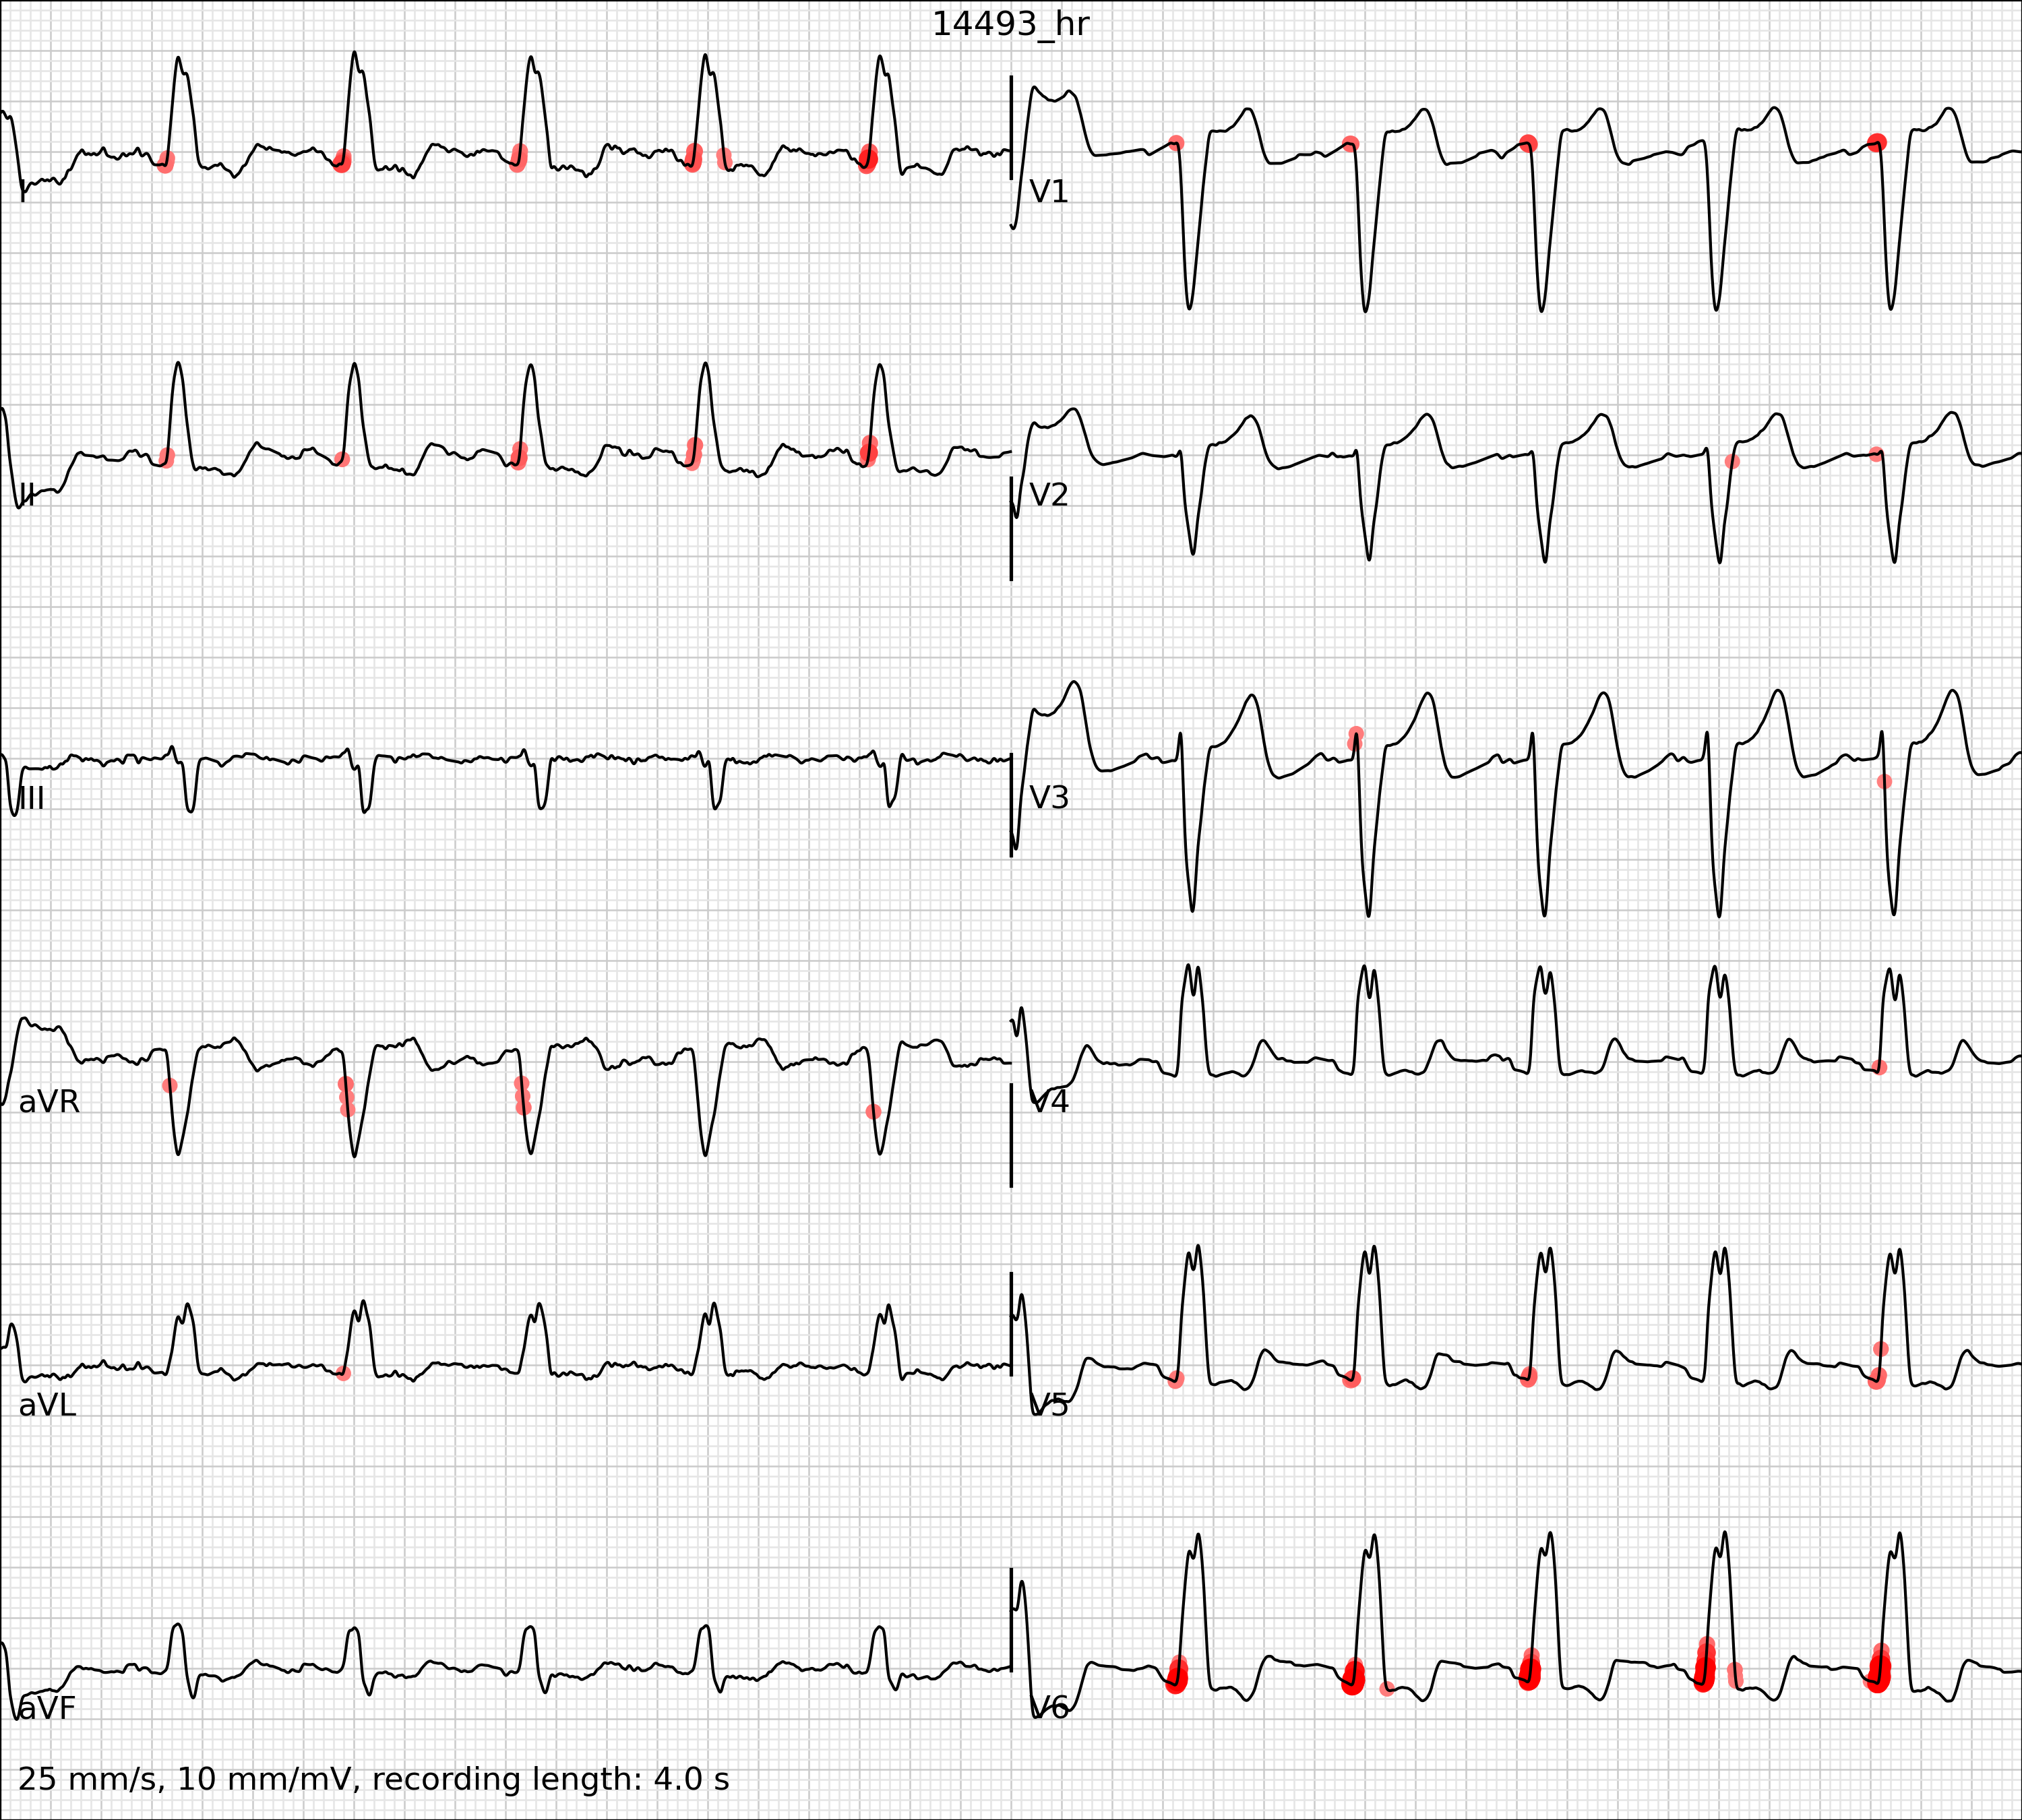 14493_hr
I
V1
II
V2
III
V3
aVR
V4
aVL
V5
aVF
V6
25 mm/s, 10 mm/mV, recording length: 4.0 s